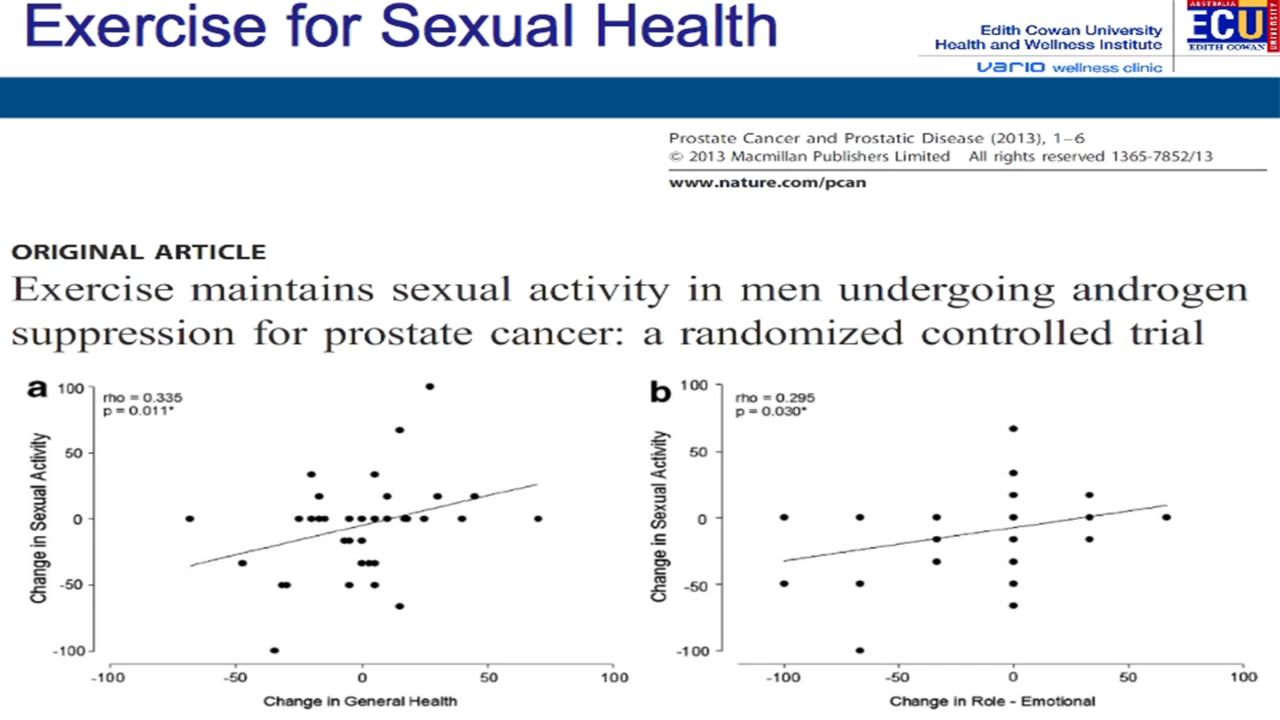 Exercise for Sexual Health
Edith Cowan University
Health and Wellness Institute
vario wellness clinic
AUSTRALIA
ECU
EDITH COWAN
UNIVERSITY
Prostate Cancer and Prostatic Disease (2013), 1–6
© 2013 Macmillan Publishers Limited All rights reserved 1365-7852/13
www.nature.com/pcan
ORIGINAL ARTICLE
Exercise maintains sexual activity in men undergoing androgen
suppression for prostate cancer: a randomized controlled trial
a
rho = 0.335
p = 0.011*
Change in Sexual Activity
100
50
0
-50
-100
-100 -50 0 50 100
Change in General Health
b
rho = 0.295
p = 0.030*
Change in Sexual Activity
100
50
0
-50
-100
-100 -50 0 50 100
Change in Role - Emotional